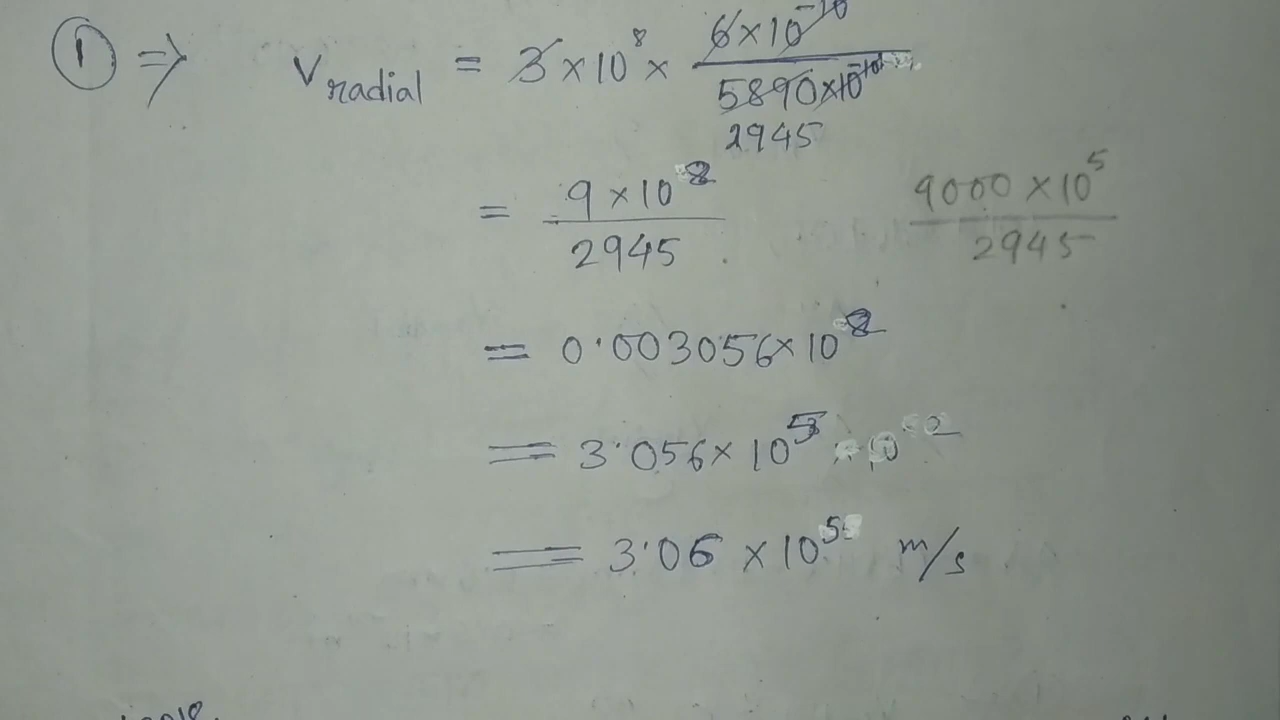 ① ⇒ V radial = 3 × 10^8 × (6 × 10^-10) / (5890 × 10^-10)
2945
= (9 × 10^8) / 2945
(9000 × 10^5) / 2945
= 0.003056 × 10^8
= 3.056 × 10^5
= 3.06 × 10^5 m/s